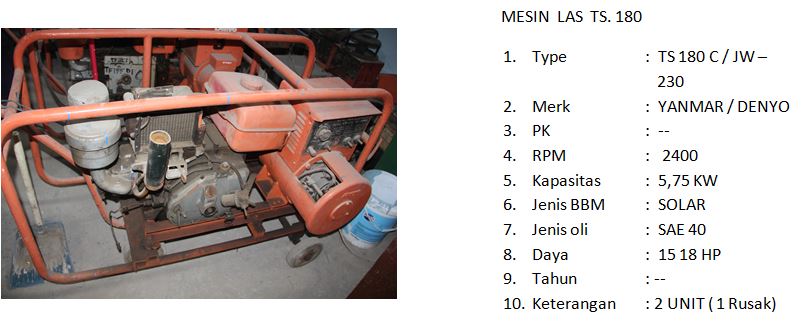 MESIN LAS TS. 180
1. Type : TS 180 C / JW –
230
2. Merk : YANMAR / DENYO
3. PK : --
4. RPM : 2400
5. Kapasitas : 5,75 KW
6. Jenis BBM : SOLAR
7. Jenis oli : SAE 40
8. Daya : 15 18 HP
9. Tahun : --
10. Keterangan : 2 UNIT ( 1 Rusak)